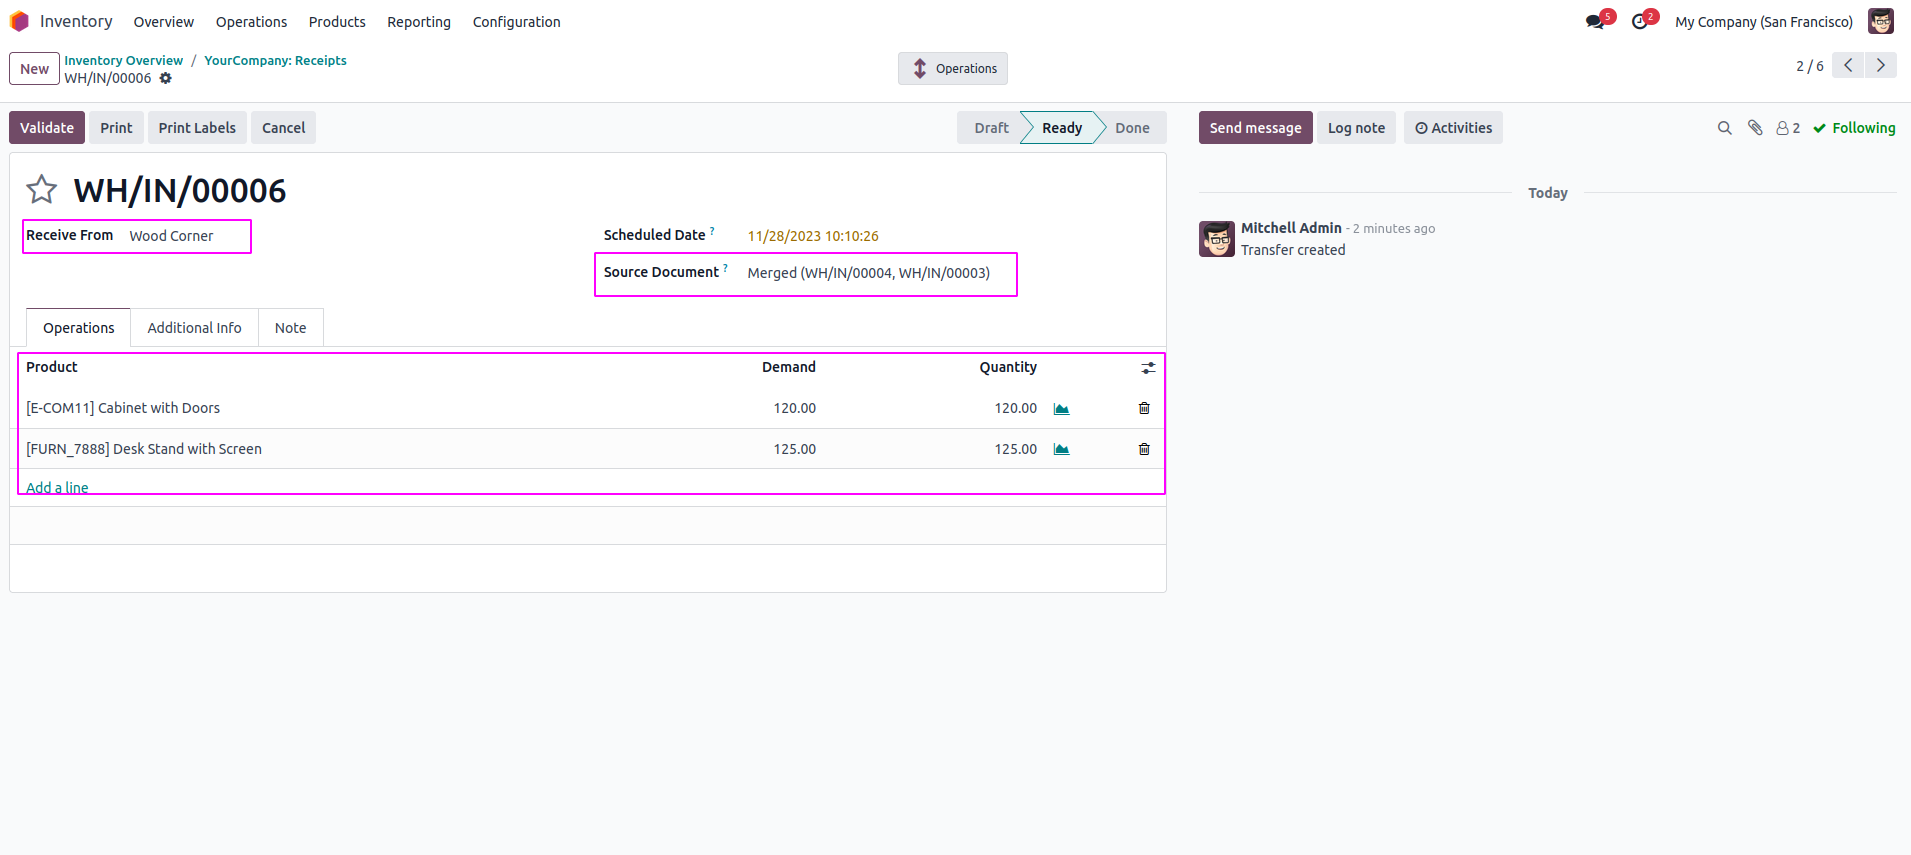 Inventory Overview Operations Products Reporting Configuration 5 2 My Company (San Francisco)
New Inventory Overview / YourCompany: Receipts
WH/IN/00006
Operations
2 / 6
Validate Print Print Labels Cancel Draft Ready Done Send message Log note Activities 2 Following
WH/IN/00006
Receive From Wood Corner
Scheduled Date ? 11/28/2023 10:10:26
Source Document ? Merged (WH/IN/00004, WH/IN/00003)
Today
Mitchell Admin - 2 minutes ago
Transfer created
Operations Additional Info Note
Product Demand Quantity
[E-COM11] Cabinet with Doors 120.00 120.00
[FURN_7888] Desk Stand with Screen 125.00 125.00
Add a line